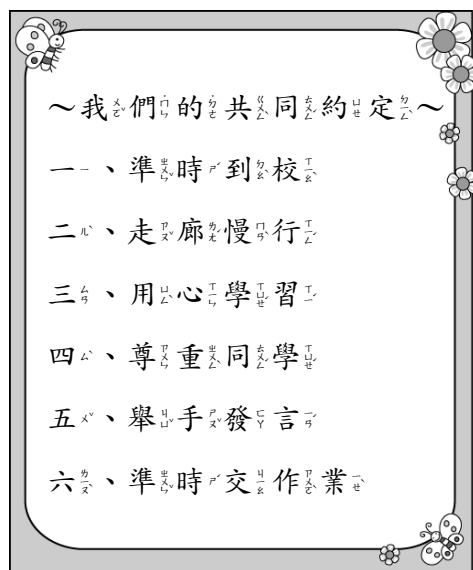 ～我們的共同約定～
一、準時到校
二、走廊慢行
三、用心學習
四、尊重同學
五、舉手發言
六、準時交作業